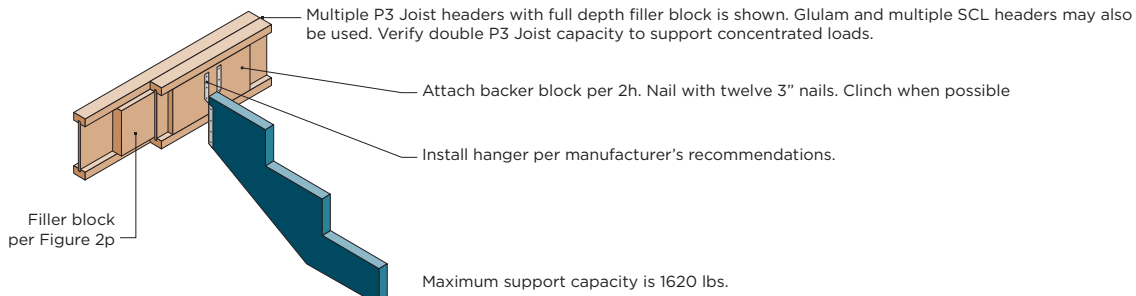 Multiple P3 Joist headers with full depth filler block is shown. Glulam and multiple SCL headers may also
be used. Verify double P3 Joist capacity to support concentrated loads.
Attach backer block per 2h. Nail with twelve 3” nails. Clinch when possible
Install hanger per manufacturer’s recommendations.
Filler block
per Figure 2p
Maximum support capacity is 1620 lbs.